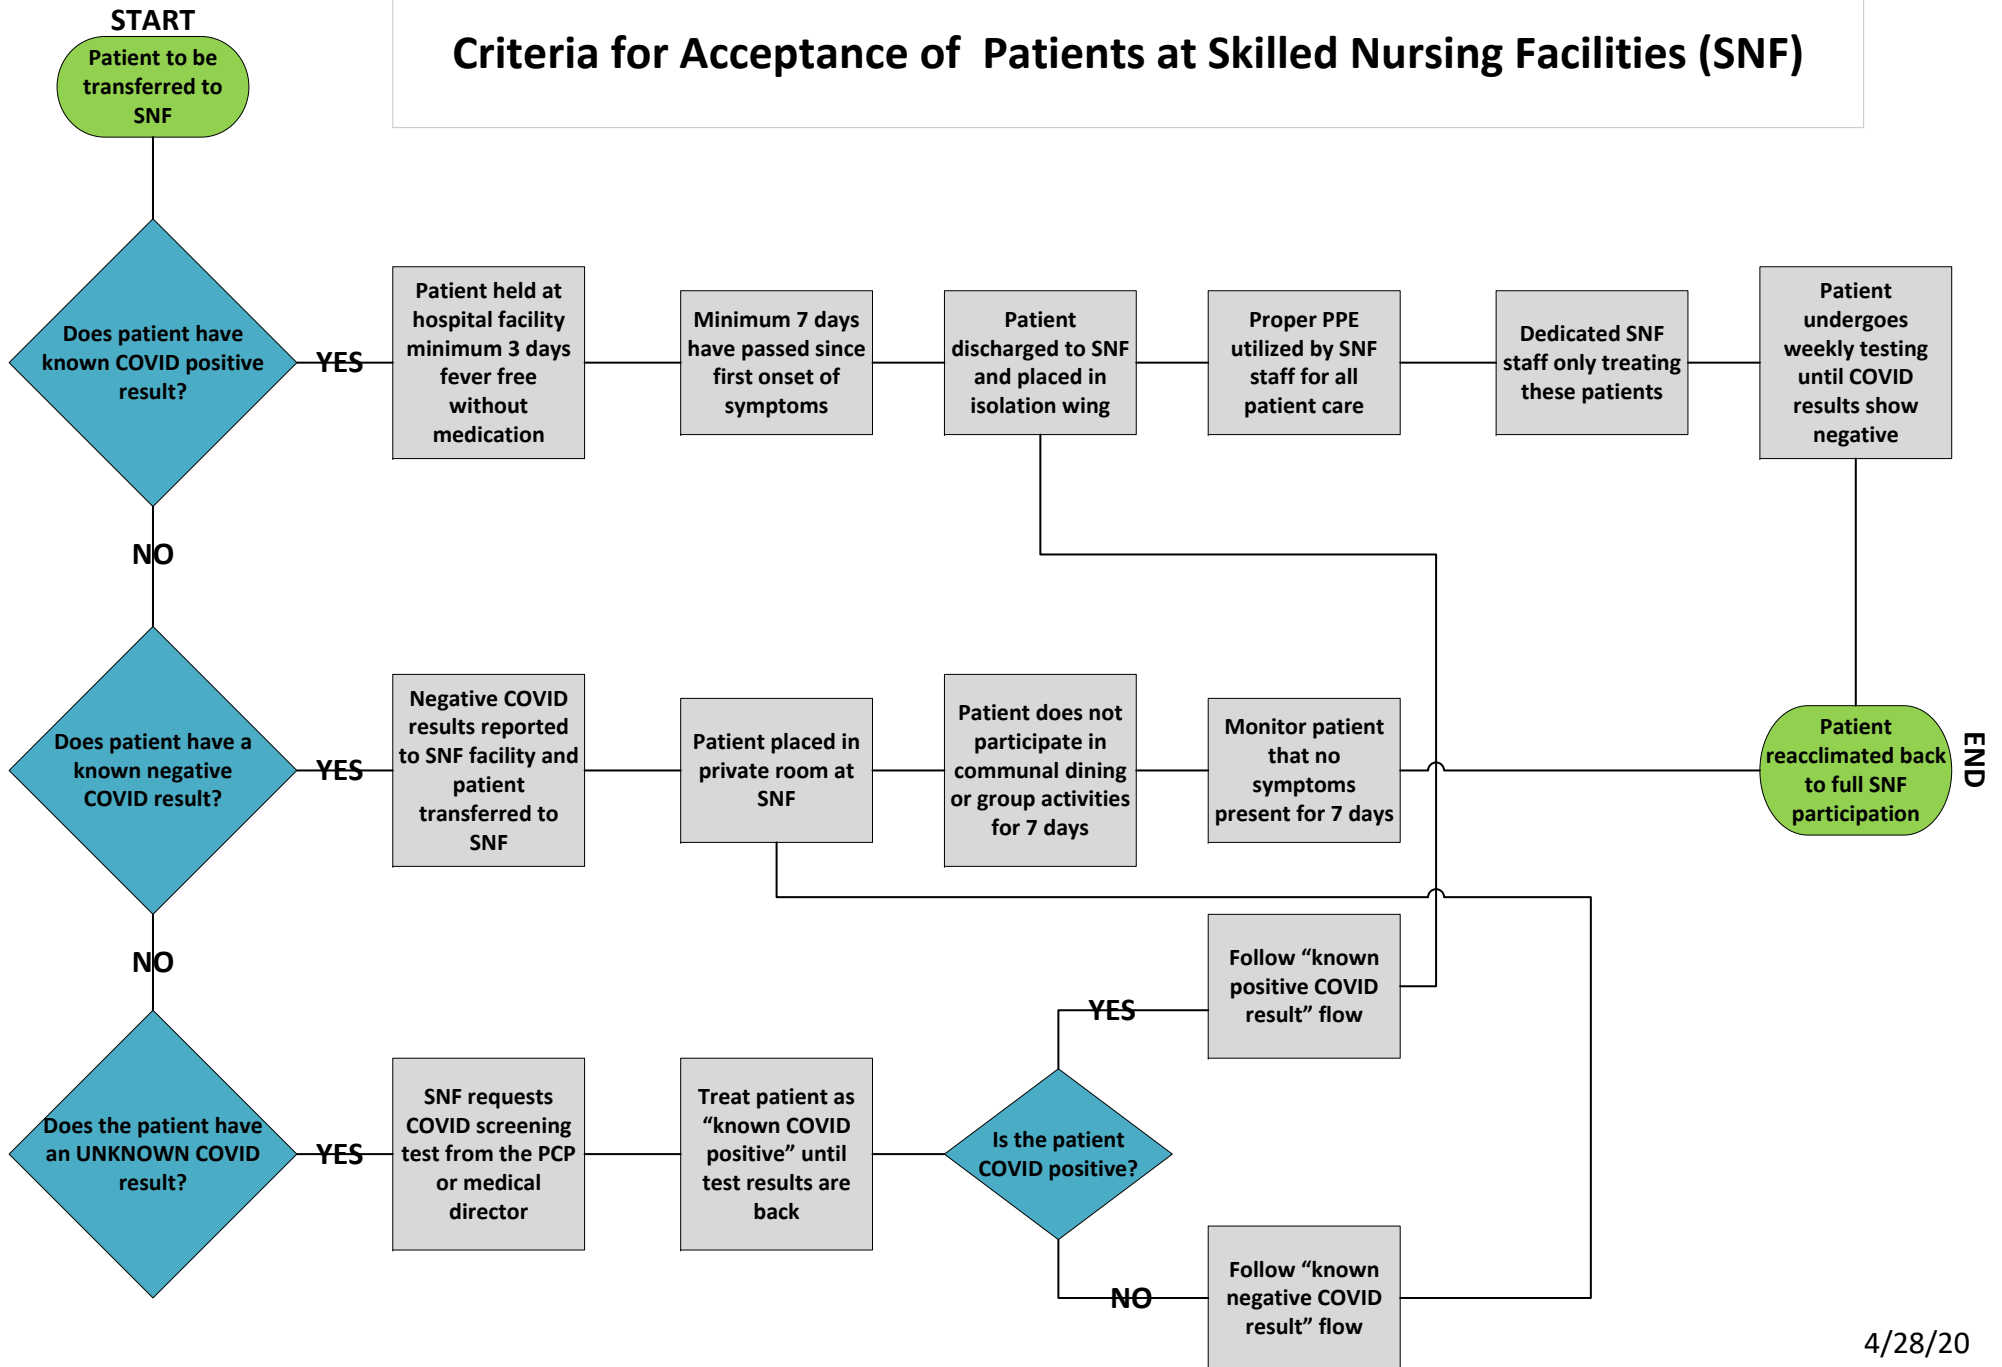 START
Criteria for Acceptance of Patients at Skilled Nursing Facilities (SNF)
Patient to be
transferred to
SNF
Does patient have
known COVID positive
result?
YES
Patient held at
hospital facility
minimum 3 days
fever free
without
medication
Minimum 7 days
have passed since
first onset of
symptoms
Patient
discharged to SNF
and placed in
isolation wing
Proper PPE
utilized by SNF
staff for all
patient care
Dedicated SNF
staff only treating
these patients
Patient
undergoes
weekly testing
until COVID
results show
negative
NO
Does patient have a
known negative
COVID result?
YES
Negative COVID
results reported
to SNF facility and
patient
transferred to
SNF
Patient placed in
private room at
SNF
Patient does not
participate in
communal dining
or group activities
for 7 days
Monitor patient
that no
symptoms
present for 7 days
Patient
reacclimated back
to full SNF
participation
END
NO
Does the patient have
an UNKNOWN COVID
result?
YES
SNF requests
COVID screening
test from the PCP
or medical
director
Treat patient as
“known COVID
positive” until
test results are
back
Is the patient
COVID positive?
YES
Follow “known
positive COVID
result” flow
NO
Follow “known
negative COVID
result” flow
4/28/20